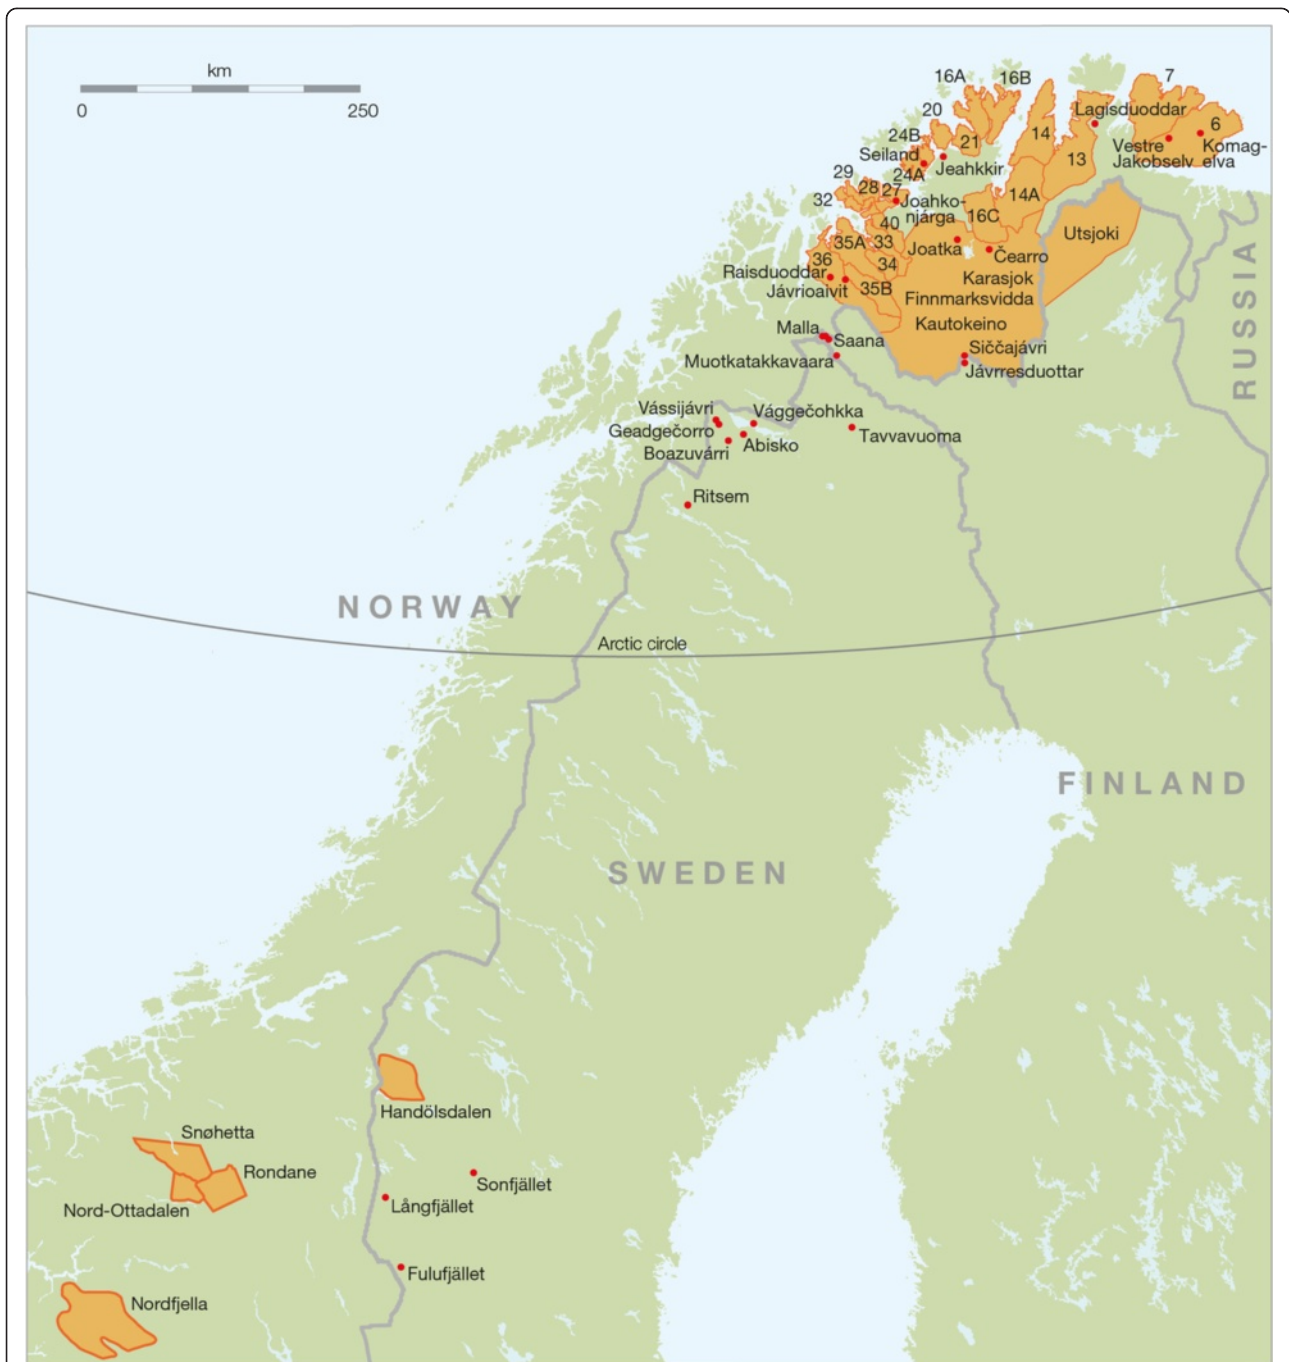 km
0 250
16A
16B
7
20
Lagisduoddar
24B
14
6
21
Vestre
Jakobselv
Komag-
elva
Seiland
Jeahkkir
13
29
24A
28
27
14A
32
Joahko-
njárga
16C
40
Utsjoki
35A
33
Joatka
36
Čearro
34
Raisduoddar
Karasjok
Jávrioaivit
35B
Finnmarksvidda
Kautokeino
RUSSIA
Malla
Saana
Siččajávri
Muotkatakkavaara
Jávrresduottar
Vássijávri
Vággečohkka
Geadgečorro
Tavvavuoma
Boazuvárri
Abisko
Ritsem
NORWAY
Arctic circle
FINLAND
SWEDEN
Handölsdalen
Snøhetta
Rondane
Sonfjället
Nord-Ottadalen
Långfjället
Fulufjället
Nordfjella